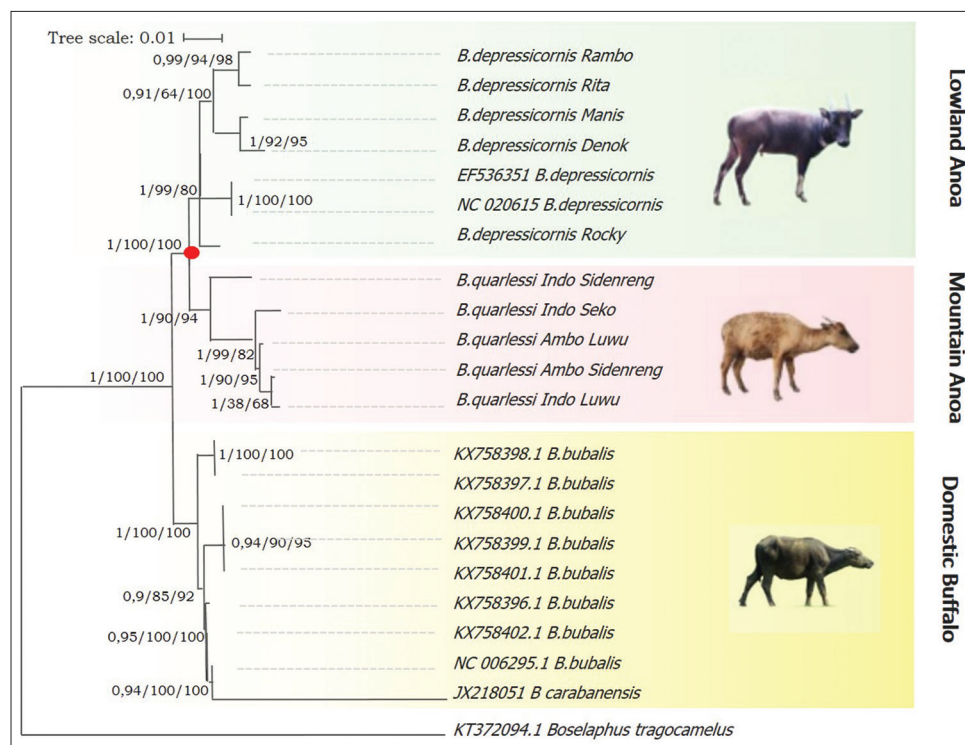 Tree scale: 0.01
0,99/94/98
B.depressicornis Rambo
B.depressicornis Rita
0,91/64/100
B.depressicornis Manis
1/92/95
B.depressicornis Denok
EF536351 B.depressicornis
1/99/80
1/100/100
NC 020615 B.depressicornis
B.depressicornis Rocky
1/100/100
Lowland Anoa
B.quarlessi Indo Sidenreng
B.quarlessi Indo Seko
1/90/94
B.quarlessi Ambo Luwu
1/99/82
B.quarlessi Ambo Sidenreng
1/90/95
B.quarlessi Indo Luwu
1/38/68
Mountain Anoa
1/100/100
KX758398.1 B.bubalis
1/100/100
KX758397.1 B.bubalis
KX758400.1 B.bubalis
1/100/100
KX758399.1 B.bubalis
0,94/90/95
KX758401.1 B.bubalis
KX758396.1 B.bubalis
0,9/85/92
KX758402.1 B.bubalis
0,95/100/100
NC 006295.1 B.bubalis
JX218051 B carabanensis
0,94/100/100
Domestic Buffalo
KT372094.1 Boselaphus tragocamelus